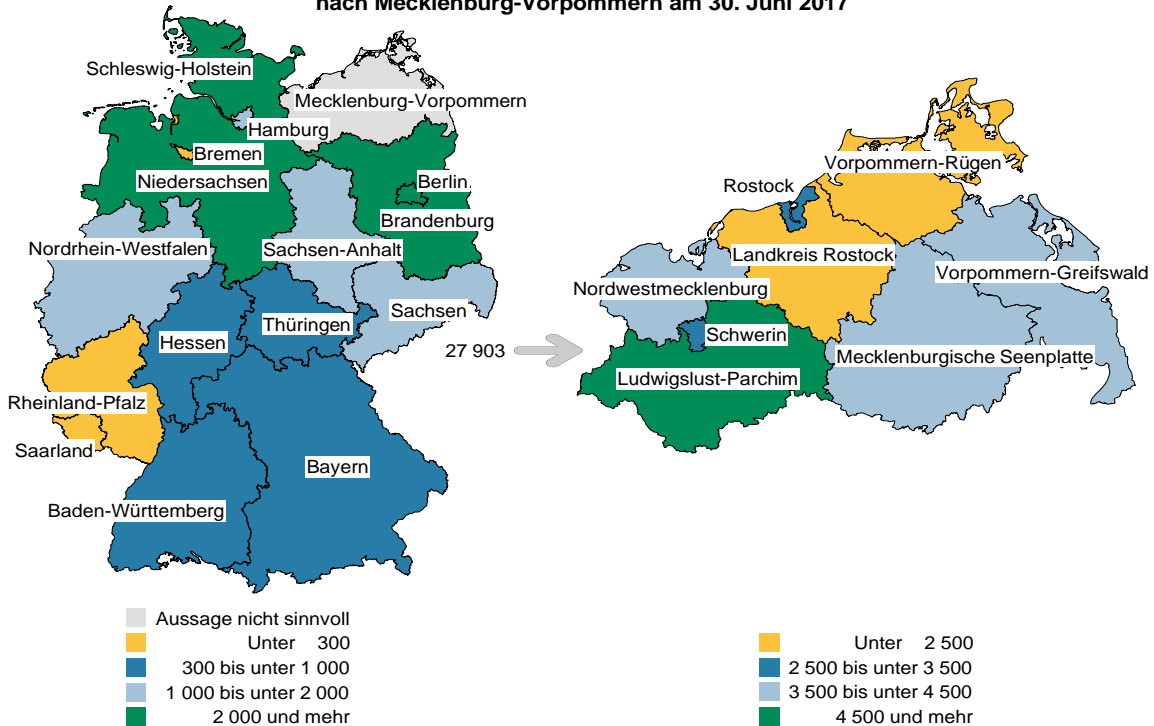 nach Mecklenburg-Vorpommern am 30. Juni 2017
Schleswig-Holstein
Mecklenburg-Vorpommern
Hamburg
Bremen
Niedersachsen
Berlin
Brandenburg
Nordrhein-Westfalen
Sachsen-Anhalt
Sachsen
Thüringen
Hessen
Rheinland-Pfalz
Saarland
Bayern
Baden-Württemberg
27 903
Vorpommern-Rügen
Rostock
Landkreis Rostock
Vorpommern-Greifswald
Nordwestmecklenburg
Schwerin
Mecklenburgische Seenplatte
Ludwigslust-Parchim
Aussage nicht sinnvoll
Unter 300
300 bis unter 1 000
1 000 bis unter 2 000
2 000 und mehr
Unter 2 500
2 500 bis unter 3 500
3 500 bis unter 4 500
4 500 und mehr